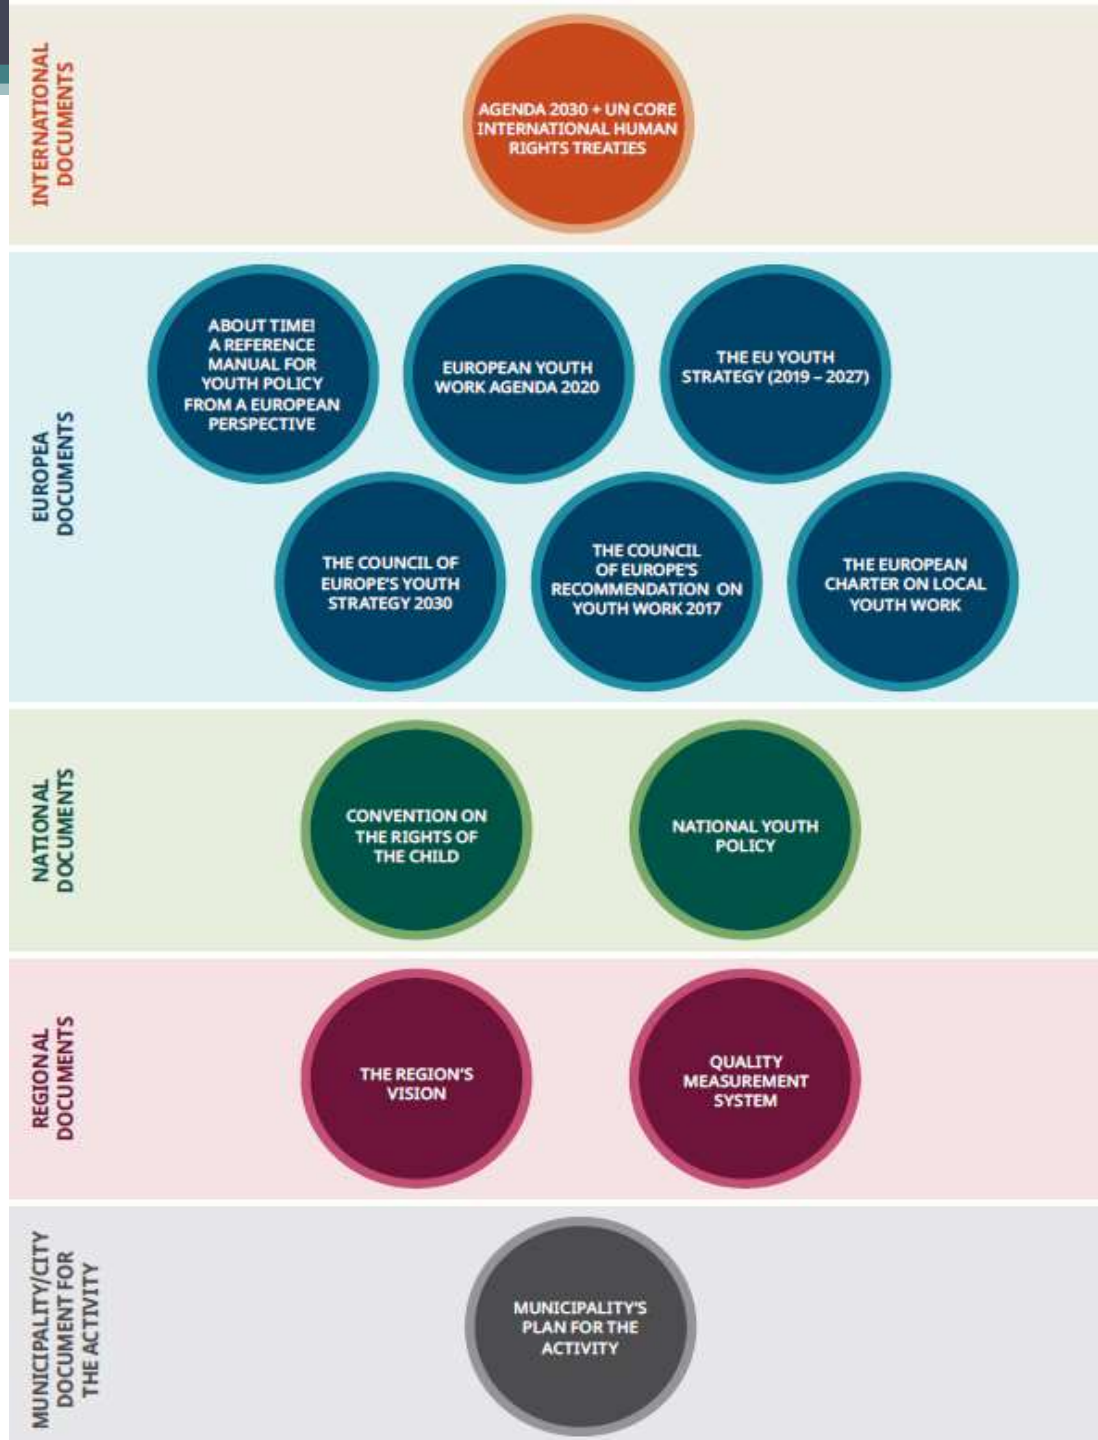 INTERNATIONAL
DOCUMENTS
AGENDA 2030 + UN CORE
INTERNATIONAL HUMAN
RIGHTS TREATIES
EUROPEA
DOCUMENTS
ABOUT TIME!
A REFERENCE
MANUAL FOR
YOUTH POLICY
FROM A EUROPEAN
PERSPECTIVE
EUROPEAN YOUTH
WORK AGENDA 2020
THE EU YOUTH
STRATEGY (2019 – 2027)
THE COUNCIL OF
EUROPE'S YOUTH
STRATEGY 2030
THE COUNCIL
OF EUROPE'S
RECOMMENDATION ON
YOUTH WORK 2017
THE EUROPEAN
CHARTER ON LOCAL
YOUTH WORK
NATIONAL
DOCUMENTS
CONVENTION ON
THE RIGHTS OF
THE CHILD
NATIONAL YOUTH
POLICY
REGIONAL
DOCUMENTS
THE REGION'S
VISION
QUALITY
MEASUREMENT
SYSTEM
MUNICIPALITY/CITY
DOCUMENT FOR
THE ACTIVITY
MUNICIPALITY'S
PLAN FOR THE
ACTIVITY